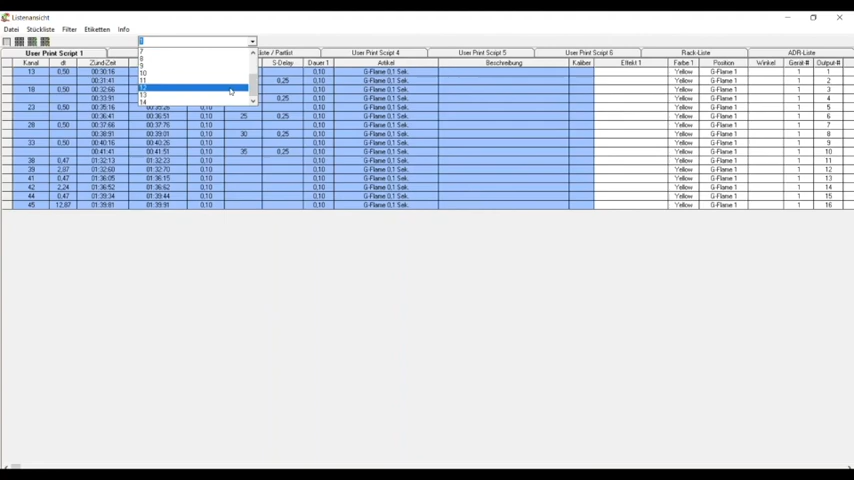 Listenansicht
Datei Stückliste Filter Etiketten Info
User Print Script 1 User Print Script 4 User Print Script 5 User Print Script 6 Rack-Liste ADR-Liste
Kanal dt Zünd-Zeit S-Delay Dauer 1 Artikel Beschreibung Kaliber Effekt 1 Farbe 1 Position Winkel Gerät-# Output-#
7
8
9
10
11
12
13
14
13 0,50 00:30:16 0,10 G-Flame 0,1 Sek. Yellow G-Flame 1 1 1
00:31:41 0,25 0,10 G-Flame 0,1 Sek. Yellow G-Flame 1 1 2
18 0,50 00:32:66 0,10 G-Flame 0,1 Sek. Yellow G-Flame 1 1 3
00:33:91 0,25 0,10 G-Flame 0,1 Sek. Yellow G-Flame 1 1 4
23 0,50 00:35:16 00:35:26 0,10 0,10 G-Flame 0,1 Sek. Yellow G-Flame 1 1 5
00:36:41 00:36:51 0,10 25 0,25 0,10 G-Flame 0,1 Sek. Yellow G-Flame 1 1 6
28 0,50 00:37:66 00:37:76 0,10 0,10 G-Flame 0,1 Sek. Yellow G-Flame 1 1 7
00:38:91 00:39:01 0,10 30 0,25 0,10 G-Flame 0,1 Sek. Yellow G-Flame 1 1 8
33 0,50 00:40:16 00:40:26 0,10 0,10 G-Flame 0,1 Sek. Yellow G-Flame 1 1 9
00:41:41 00:41:51 0,10 35 0,25 0,10 G-Flame 0,1 Sek. Yellow G-Flame 1 1 10
38 0,47 01:32:13 01:32:23 0,10 0,10 G-Flame 0,1 Sek. Yellow G-Flame 1 1 11
39 2,87 01:32:60 01:32:70 0,10 0,10 G-Flame 0,1 Sek. Yellow G-Flame 1 1 12
41 0,47 01:36:05 01:36:15 0,10 0,10 G-Flame 0,1 Sek. Yellow G-Flame 1 1 13
42 2,24 01:36:52 01:36:62 0,10 0,10 G-Flame 0,1 Sek. Yellow G-Flame 1 1 14
44 0,47 01:39:34 01:39:44 0,10 0,10 G-Flame 0,1 Sek. Yellow G-Flame 1 1 15
45 12,87 01:39:81 01:39:91 0,10 0,10 G-Flame 0,1 Sek. Yellow G-Flame 1 1 16